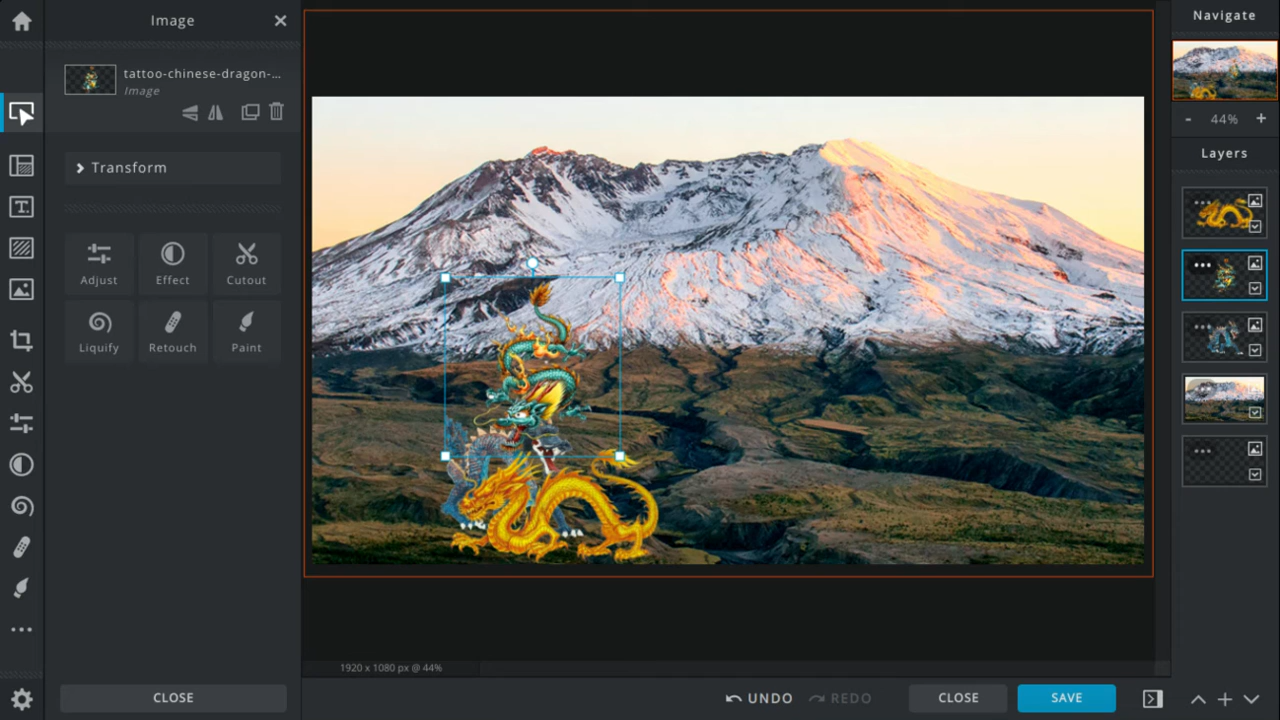 Image
tattoo-chinese-dragon-...
Image
Transform
Adjust
Effect
Cutout
Liquify
Retouch
Paint
CLOSE
1920 x 1080 px @ 44%
UNDO
REDO
CLOSE
SAVE
Navigate
- 44% +
Layers